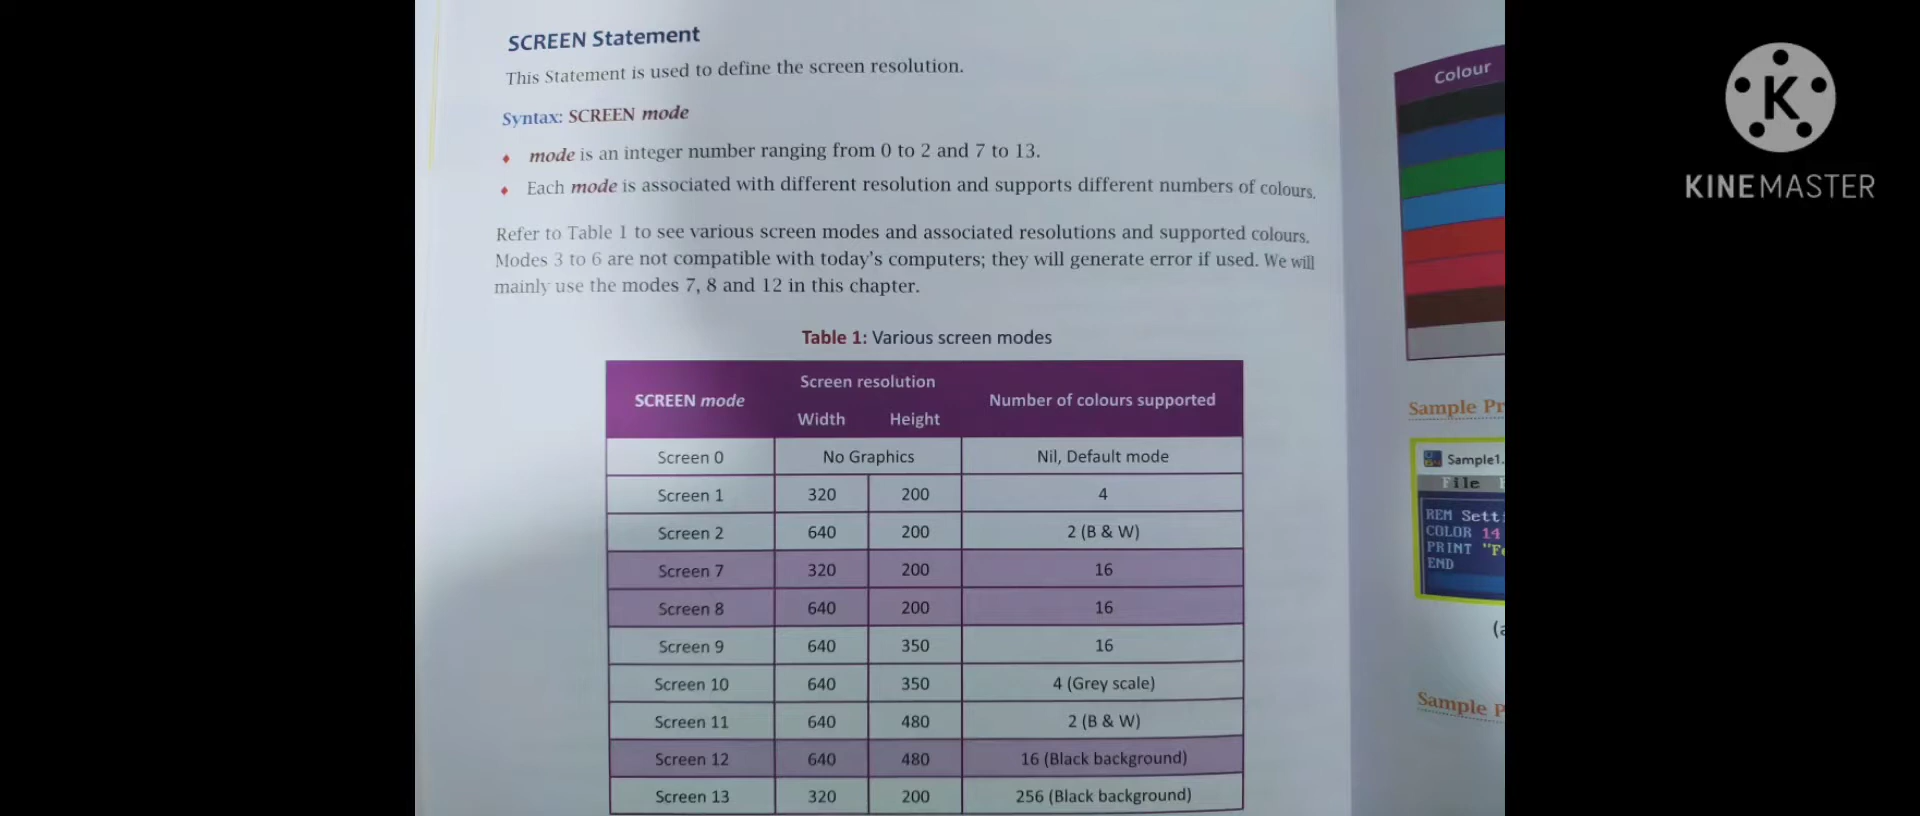 SCREEN Statement
This Statement is used to define the screen resolution.
Syntax: SCREEN mode
mode is an integer number ranging from 0 to 2 and 7 to 13.
Each mode is associated with different resolution and supports different numbers of colours.
Refer to Table 1 to see various screen modes and associated resolutions and supported colours.
Modes 3 to 6 are not compatible with today's computers; they will generate error if used. We will
mainly use the modes 7, 8 and 12 in this chapter.
Table 1: Various screen modes
SCREEN mode Screen resolution Number of colours supported
Width Height
Screen 0 No Graphics Nil, Default mode
Screen 1 320 200 4
Screen 2 640 200 2 (B & W)
Screen 7 320 200 16
Screen 8 640 200 16
Screen 9 640 350 16
Screen 10 640 350 4 (Grey scale)
Screen 11 640 480 2 (B & W)
Screen 12 640 480 16 (Black background)
Screen 13 320 200 256 (Black background)
Colour
Sample Pr
Sample1.
File
REM Sett
COLOR 14
PRINT "Fe
END
Sample P
K
KINEMASTER